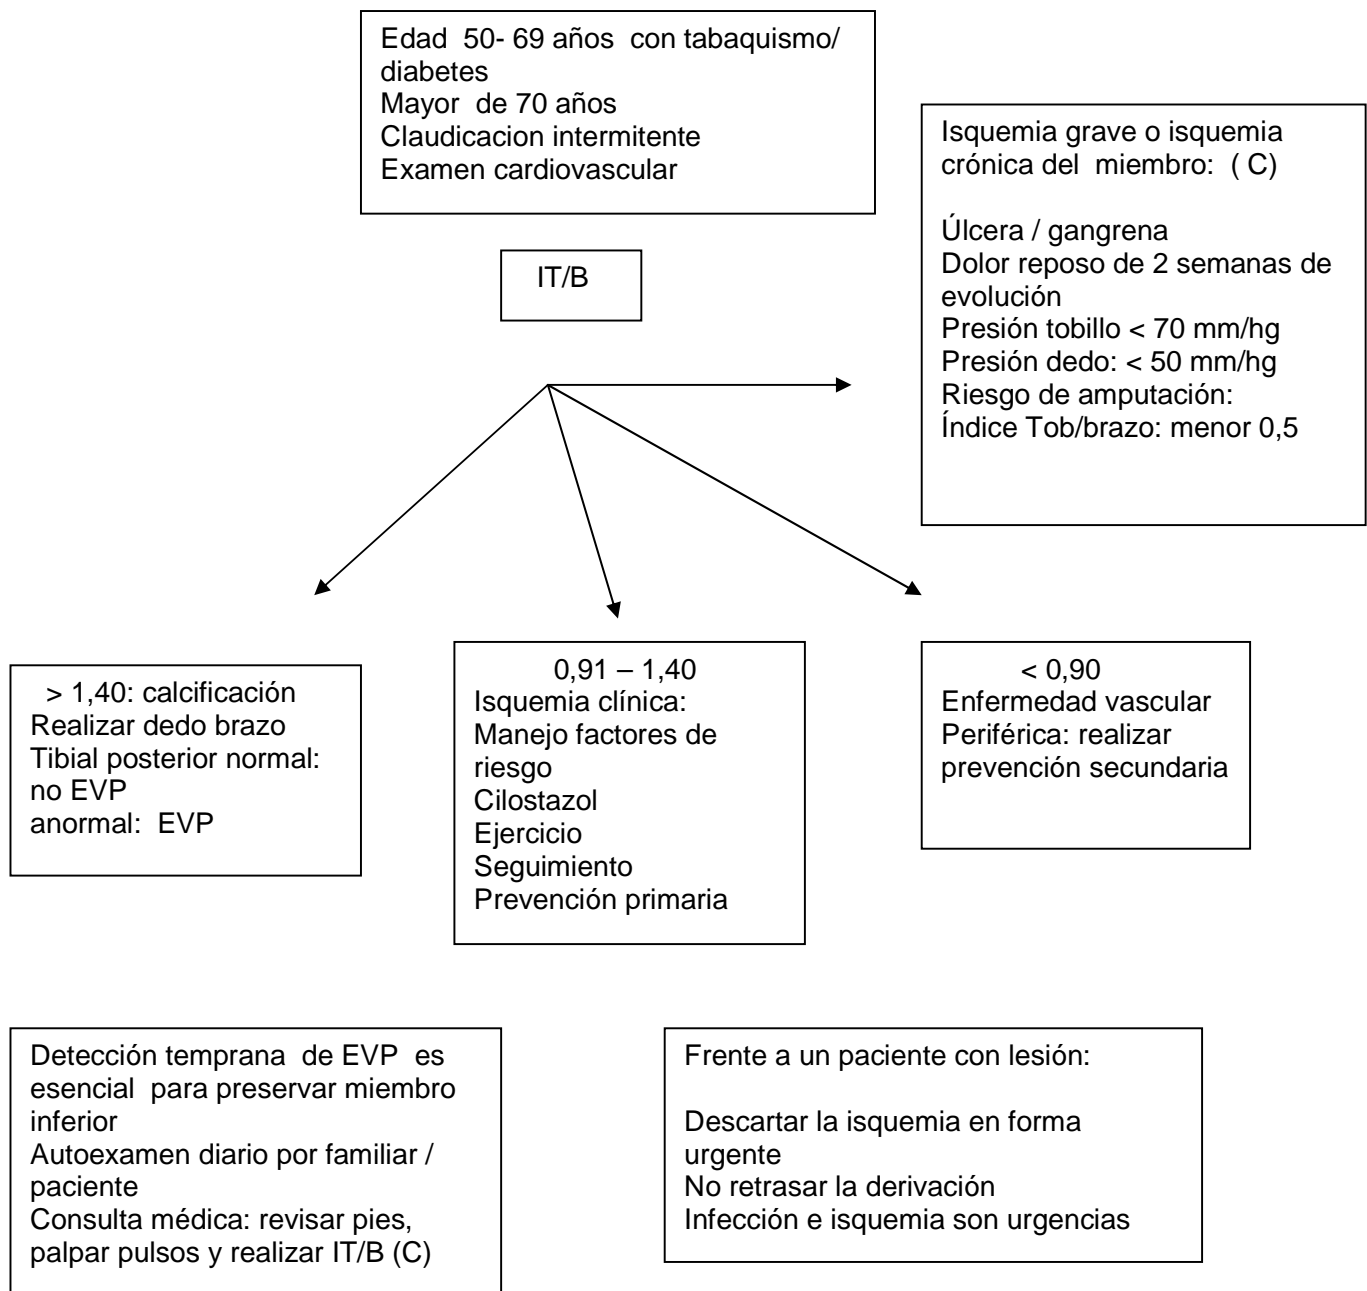 Edad 50- 69 años con tabaquismo/
diabetes
Mayor de 70 años
Claudicacion intermitente
Examen cardiovascular
Isquemia grave o isquemia
crónica del miembro: ( C)
Úlcera / gangrena
Dolor reposo de 2 semanas de
evolución
Presión tobillo < 70 mm/hg
Presión dedo: < 50 mm/hg
Riesgo de amputación:
Índice Tob/brazo: menor 0,5
IT/B
> 1,40: calcificación
Realizar dedo brazo
Tibial posterior normal:
no EVP
anormal: EVP
0,91 – 1,40
Isquemia clínica:
Manejo factores de
riesgo
Cilostazol
Ejercicio
Seguimiento
Prevención primaria
< 0,90
Enfermedad vascular
Periférica: realizar
prevención secundaria
Detección temprana de EVP es
esencial para preservar miembro
inferior
Autoexamen diario por familiar /
paciente
Consulta médica: revisar pies,
palpar pulsos y realizar IT/B (C)
Frente a un paciente con lesión:
Descartar la isquemia en forma
urgente
No retrasar la derivación
Infección e isquemia son urgencias